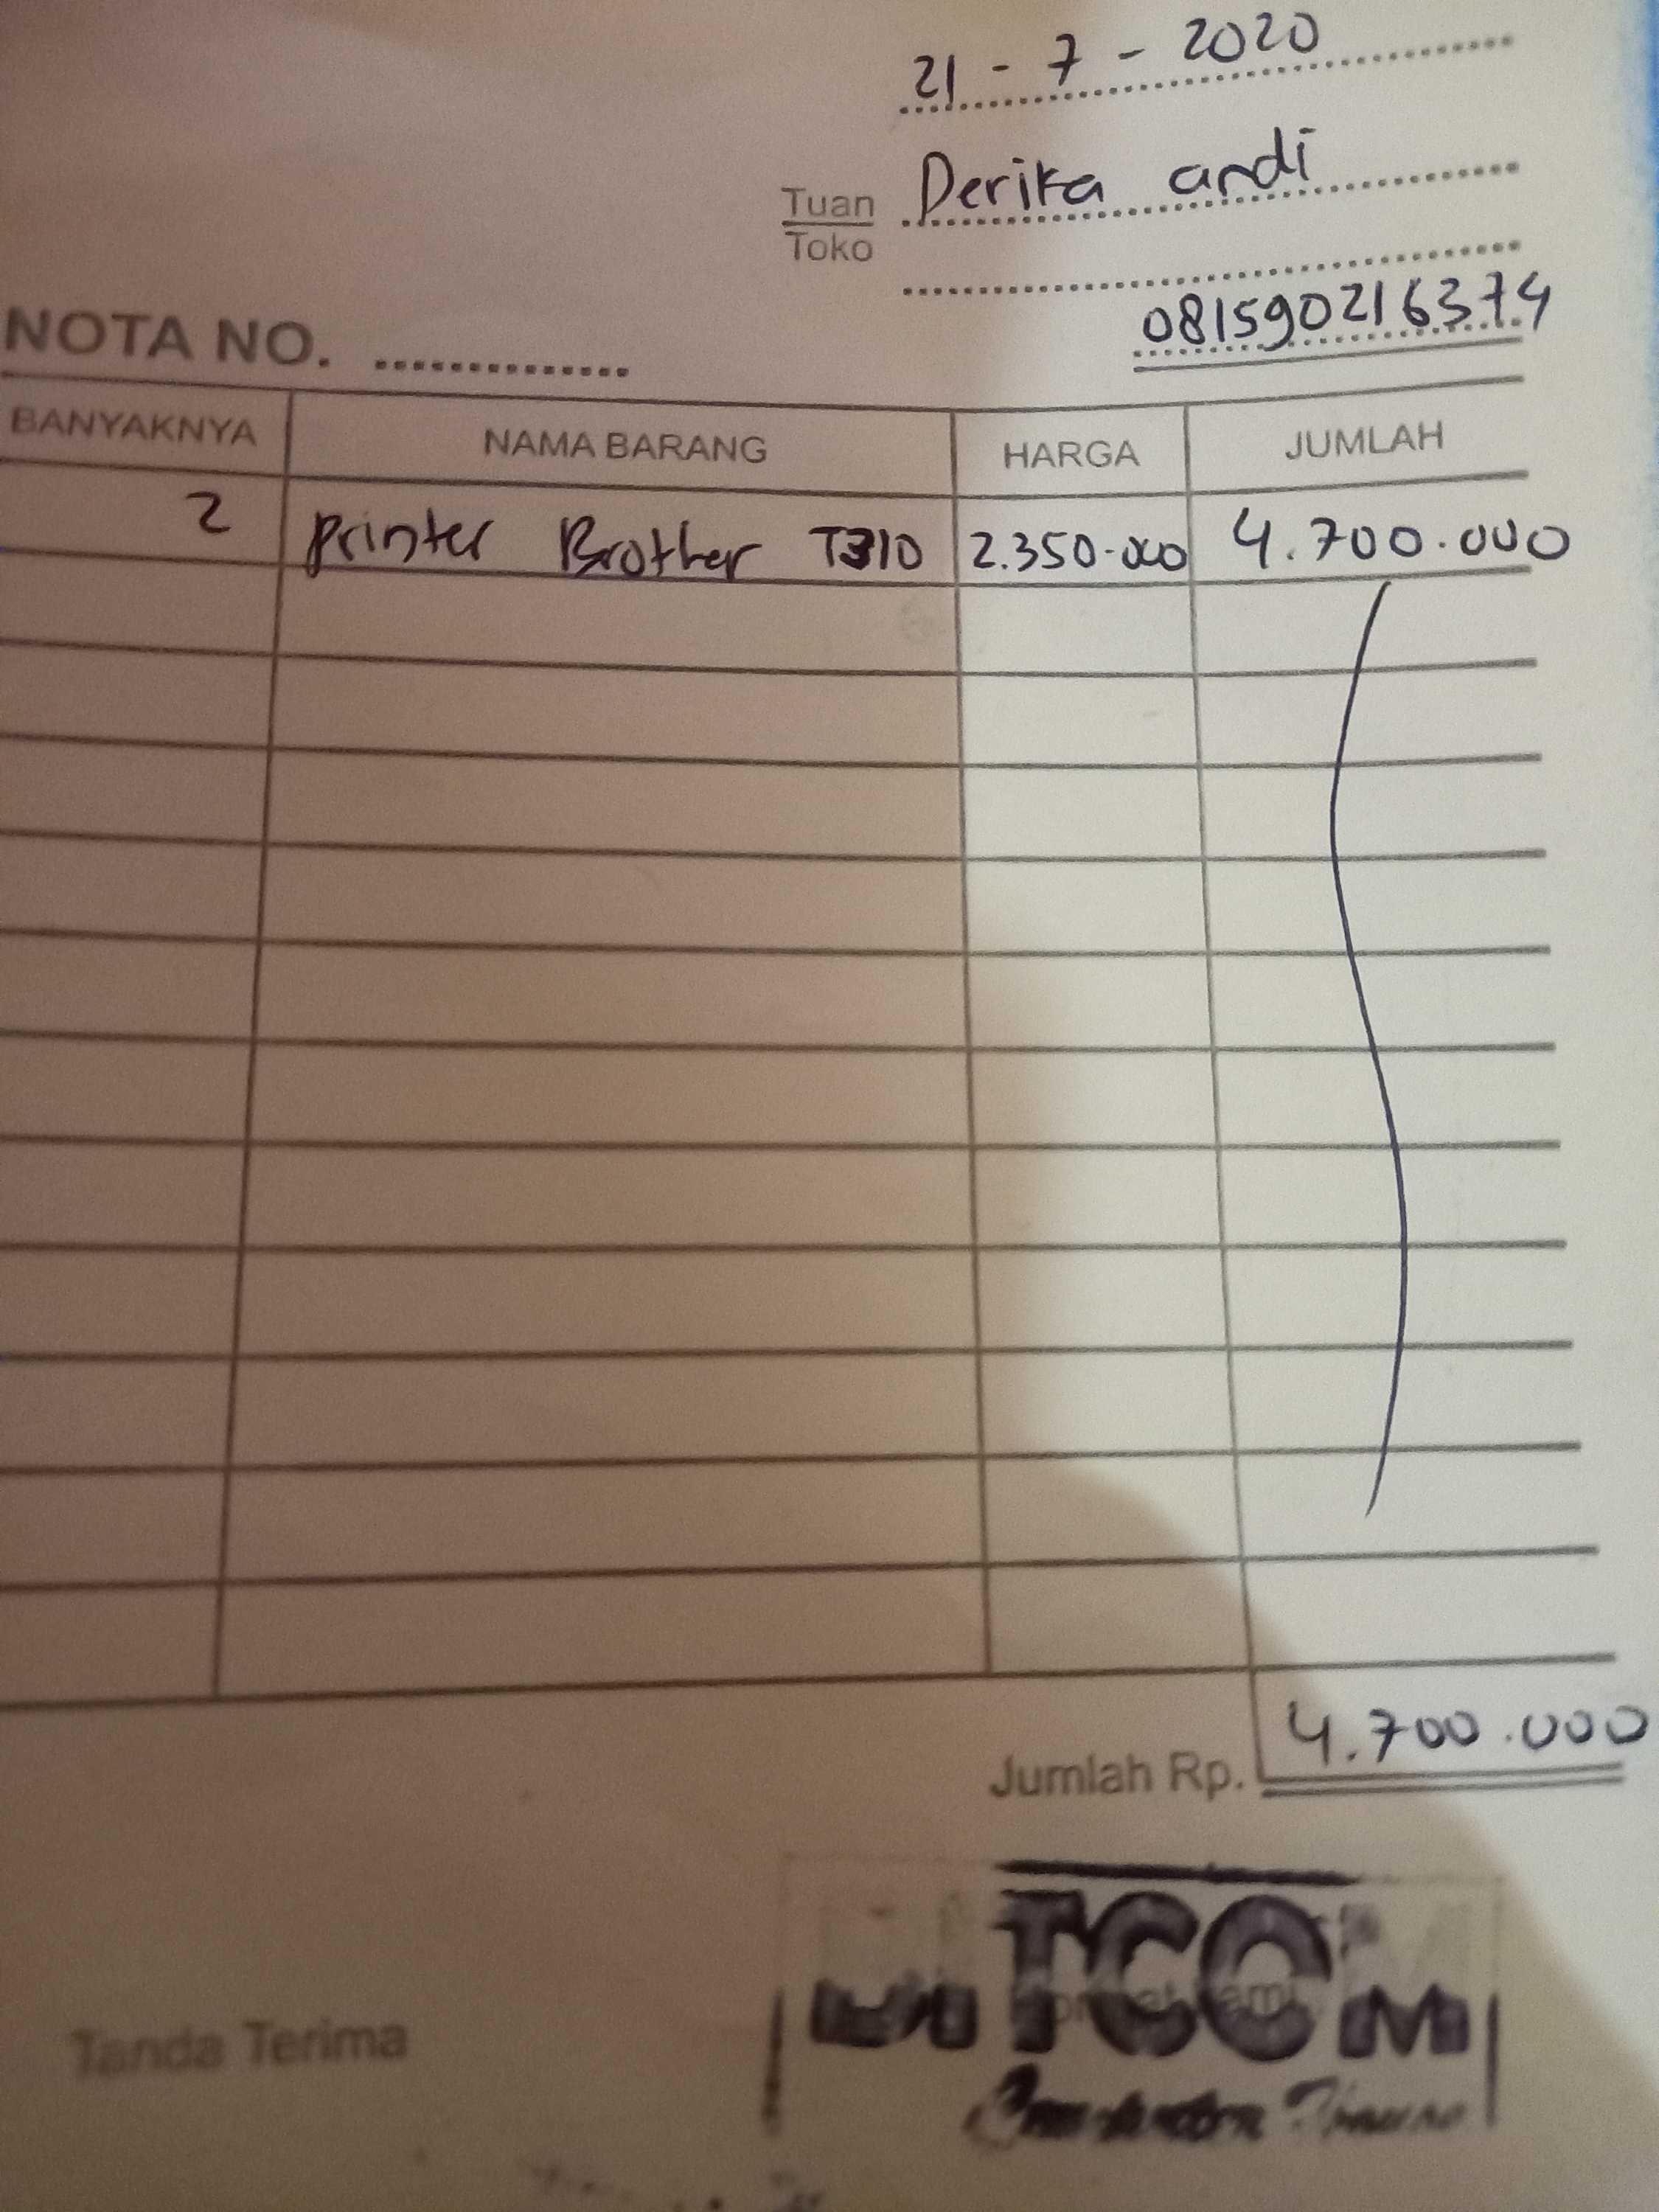 21 - 7 - 2020
Tuan Derika andi
Toko
081590216374
NOTA NO.
BANYAKNYA NAMA BARANG HARGA JUMLAH
2 printer Brother T310 2.350.000 4.700.000
Jumlah Rp. 4.700.000
Tanda Terima